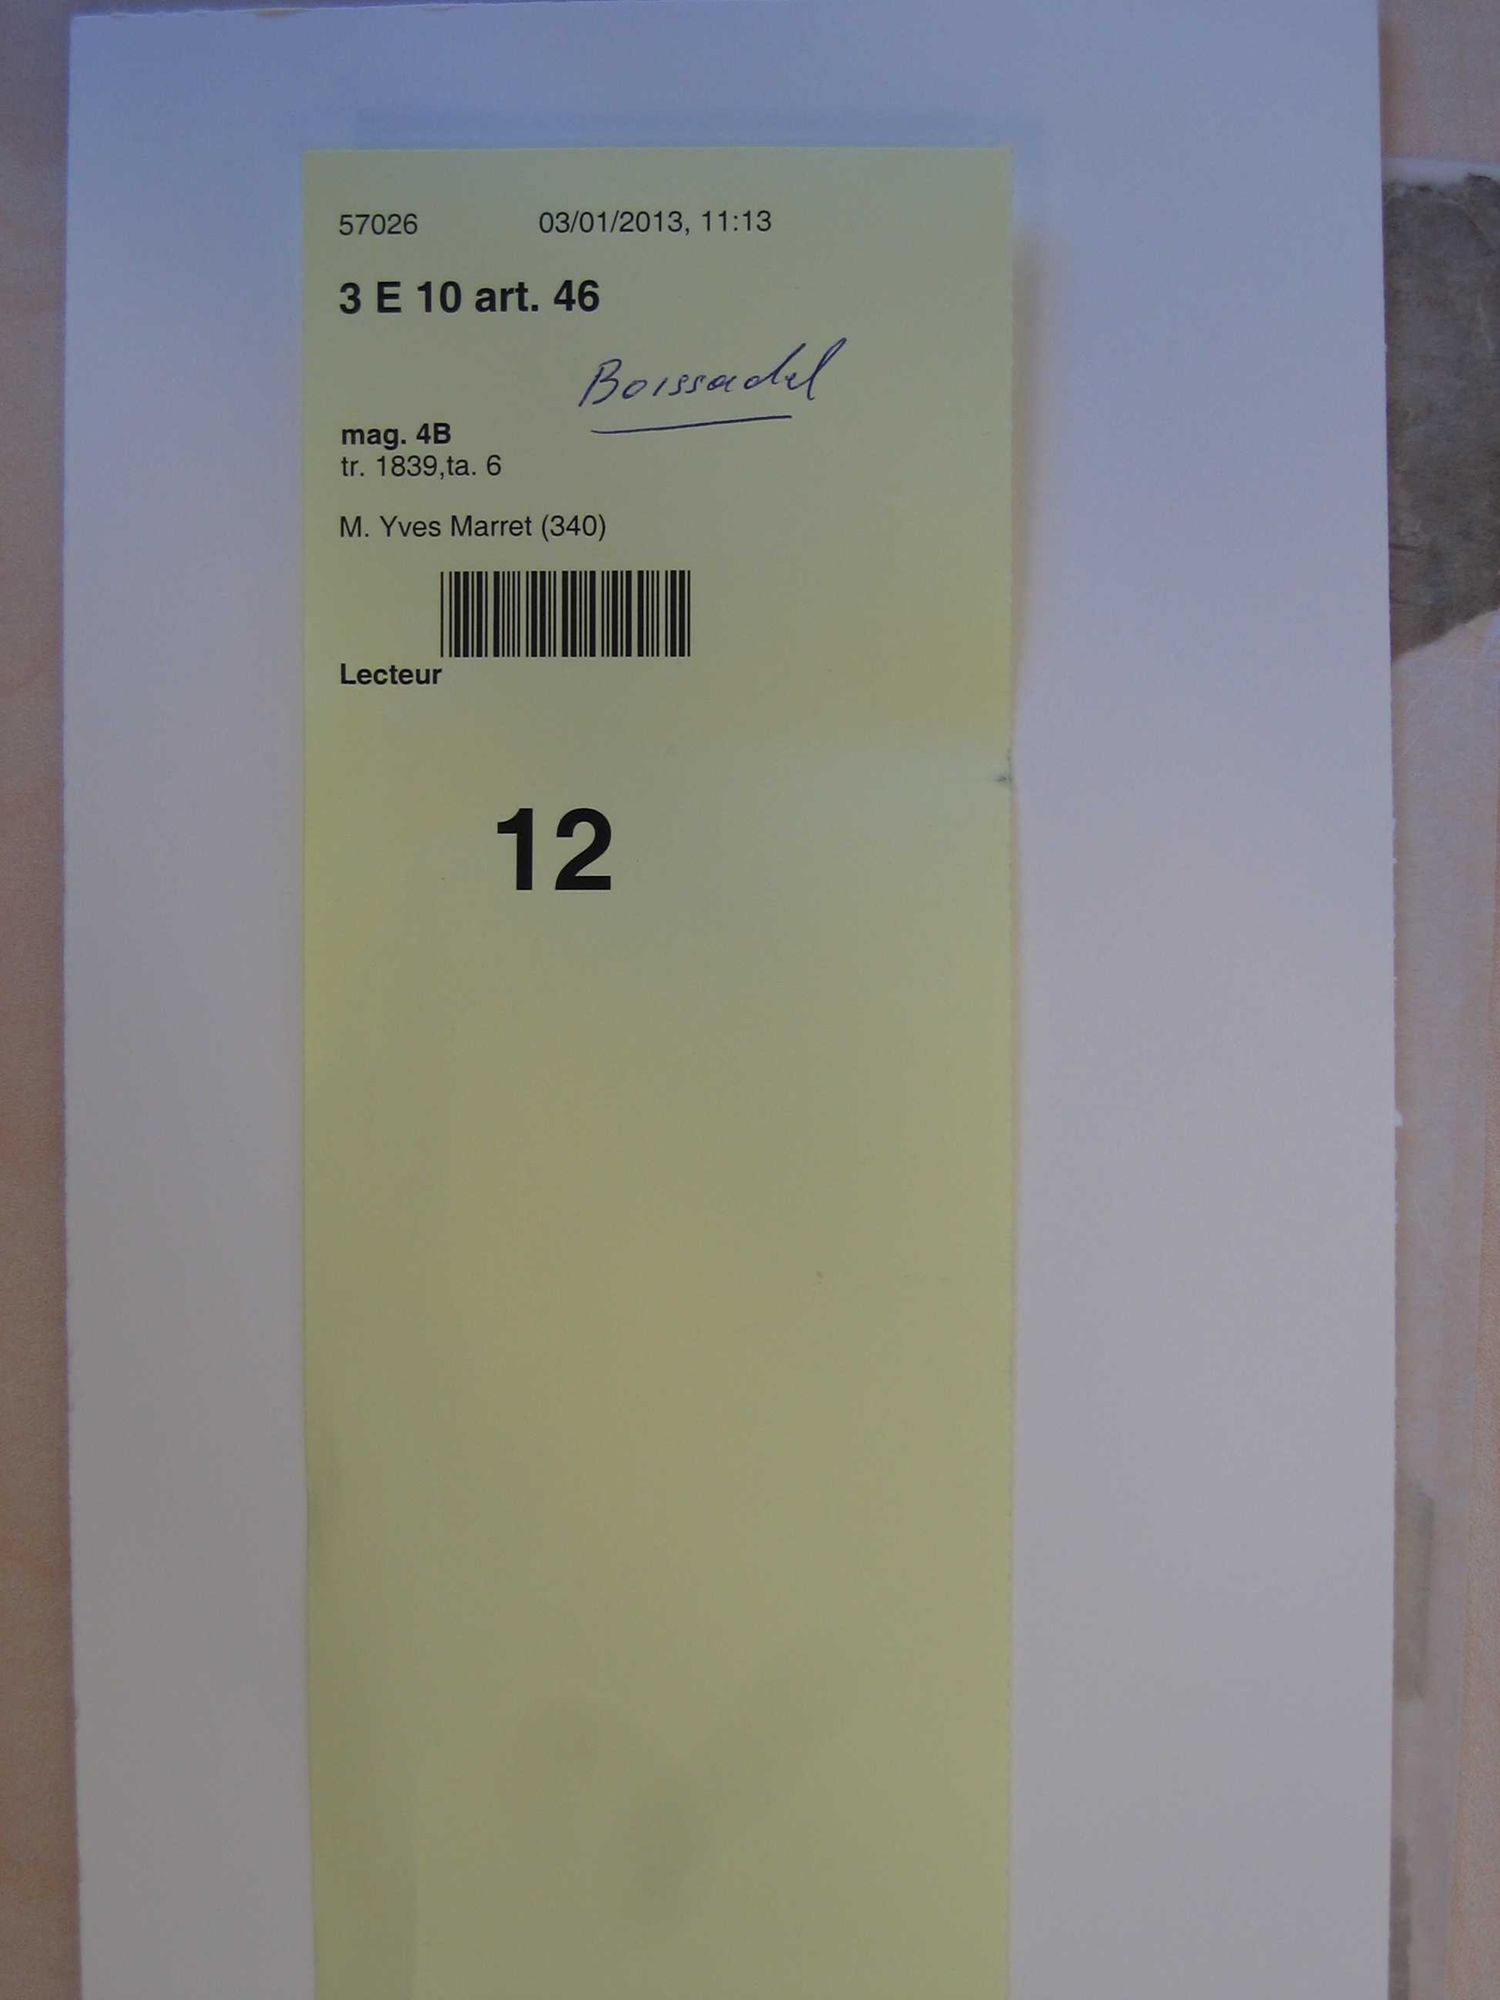 57026 03/01/2013, 11:13
3 E 10 art. 46
Boissadel
mag. 4B
tr. 1839,ta. 6
M. Yves Marret (340)
Lecteur
12